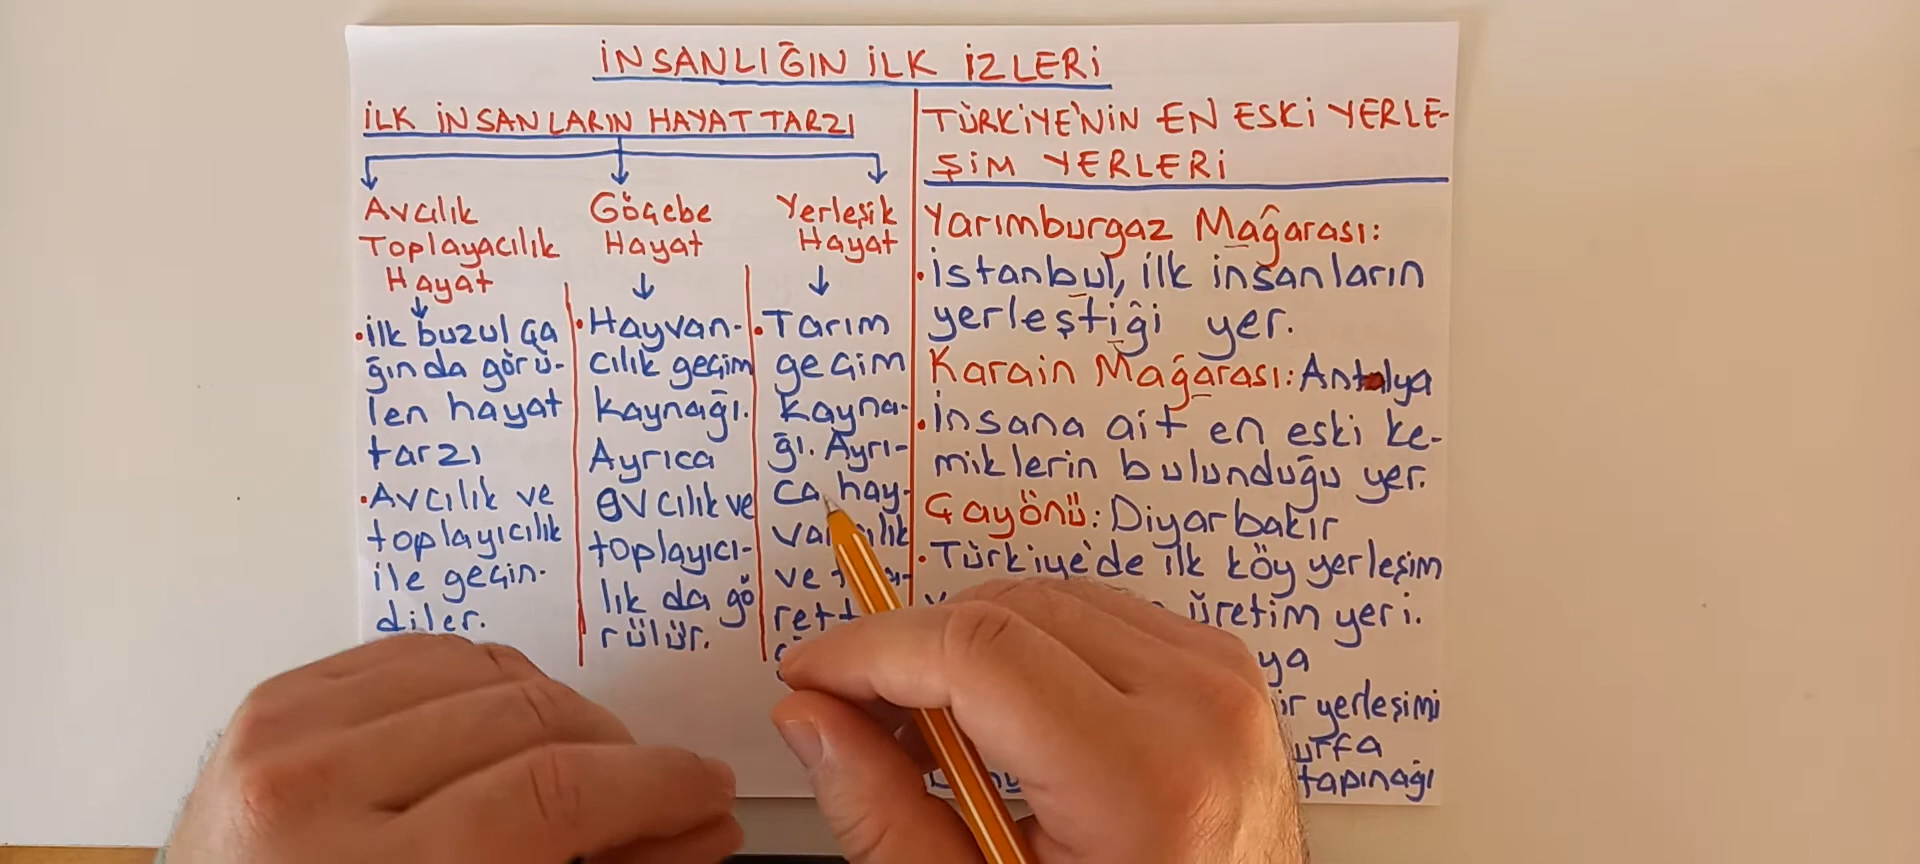 İNSANLIĞIN İLK İZLERİ
İLK İNSANLARIN HAYAT TARZI
Avcılık
Toplayacılık
Hayat
•İlk buzul ça
ğında görü-
len hayat
tarzı
•Avcılık ve
toplayıcılık
ile geçin-
diler.
Göçebe
Hayat
•Hayvan-
cılık geçim
kaynağı.
Ayrıca
avcılık ve
toplayıcı-
lık da gö
rülür.
Yerleşik
Hayat
•Tarım
geçim
kayna-
ğı. Ayrı-
ca hay-
ve
TÜRKİYE'NİN EN ESKİ YERLE-
ŞİM YERLERİ
Yarımburgaz Mağarası:
•İstanbul, ilk insanların
yerleştiği yer.
Karain Mağarası: Antalya
•İnsana ait en eski ke-
miklerin bulunduğu yer.
Çayönü: Diyarbakır
•Türkiye'de ilk köy yerleşim
üretim yeri.
yerleşimi
tapınağı